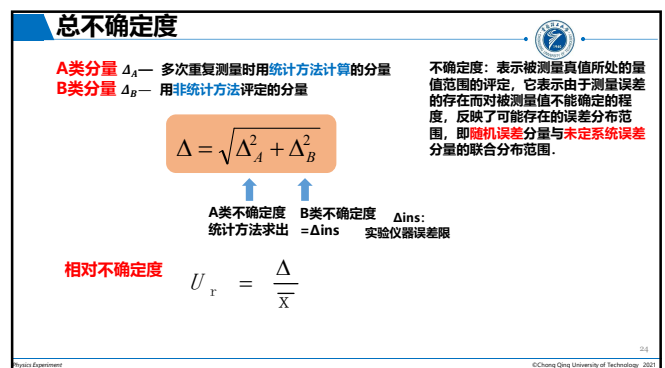 总不确定度
A类分量 Δ_A— 多次重复测量时用统计方法计算的分量
B类分量 Δ_B— 用非统计方法评定的分量
Δ = √(Δ_A² + Δ_B²)
A类不确定度
统计方法求出
B类不确定度
=Δins
Δins:
实验仪器误差限
相对不确定度
U_r = Δ / x̄
不确定度：表示被测量真值所处的量
值范围的评定，它表示由于测量误差
的存在而对被测量值不能确定的程
度，反映了可能存在的误差分布范
围，即随机误差分量与未定系统误差
分量的联合分布范围．
24
Physics Experiment
©Chong Qing University of Technology 2021